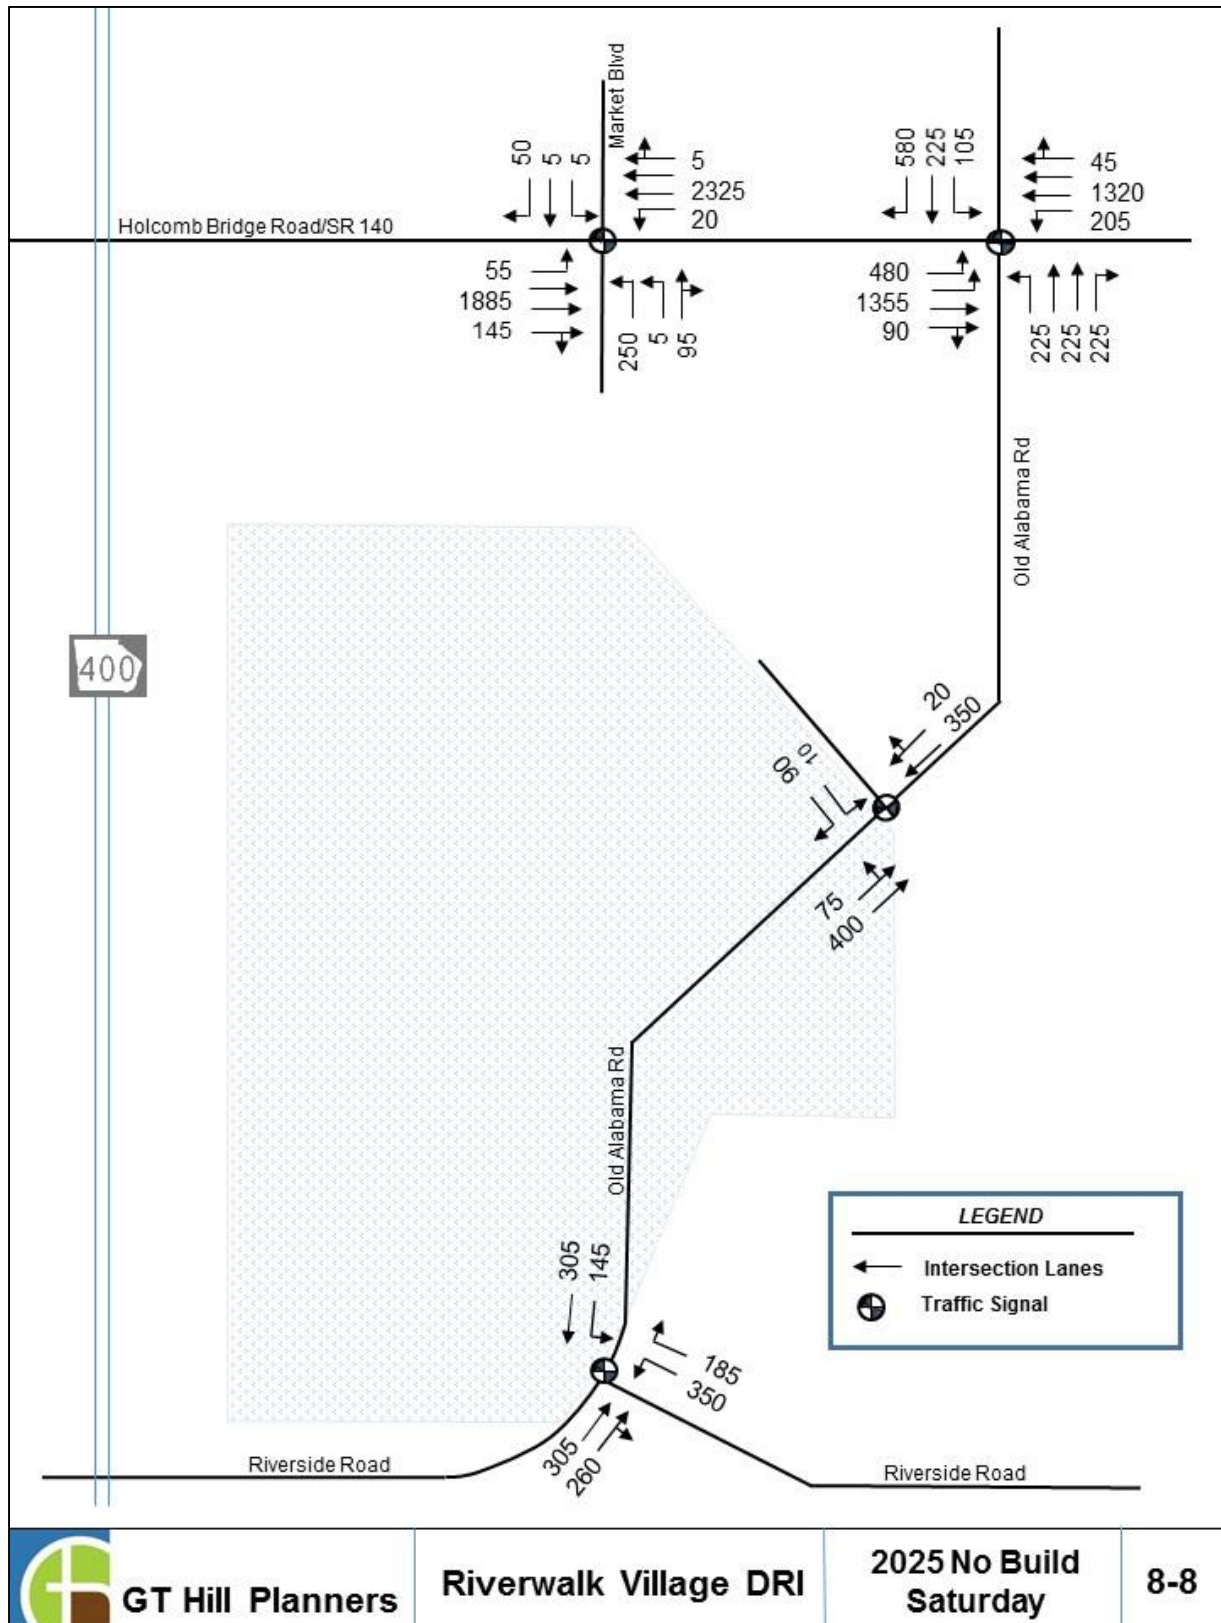 Market Blvd
50
5
5
5
2325
20
580
225
105
45
1320
205
Holcomb Bridge Road/SR 140
55
1885
145
250
5
95
480
1355
90
225
225
225
Old Alabama Rd
400
20
350
10
90
75
400
Old Alabama Rd
305
145
185
350
305
260
Riverside Road
Riverside Road
LEGEND
Intersection Lanes
Traffic Signal
GT Hill Planners
Riverwalk Village DRI
2025 No Build
Saturday
8-8